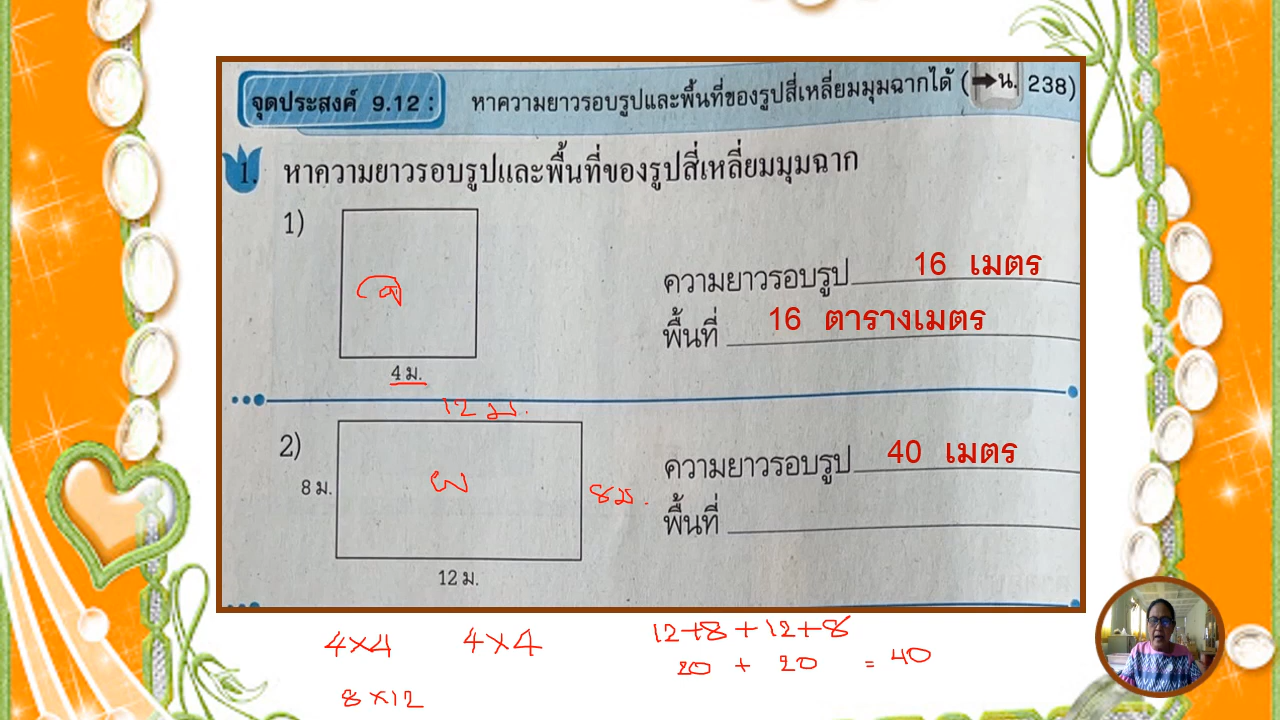 จุดประสงค์ 9.12 : หาความยาวรอบรูปและพื้นที่ของรูปสี่เหลี่ยมมุมฉากได้ (➡น. 238)
1. หาความยาวรอบรูปและพื้นที่ของรูปสี่เหลี่ยมมุมฉาก
1)
ความยาวรอบรูป 16 เมตร
พื้นที่ 16 ตารางเมตร
4 ม.
12 ม.
2)
ความยาวรอบรูป 40 เมตร
8 ม.
ผ
8 ม.
พื้นที่
12 ม.
4×4 4×4 12+8+12+8
20 + 20 = 40
8×12